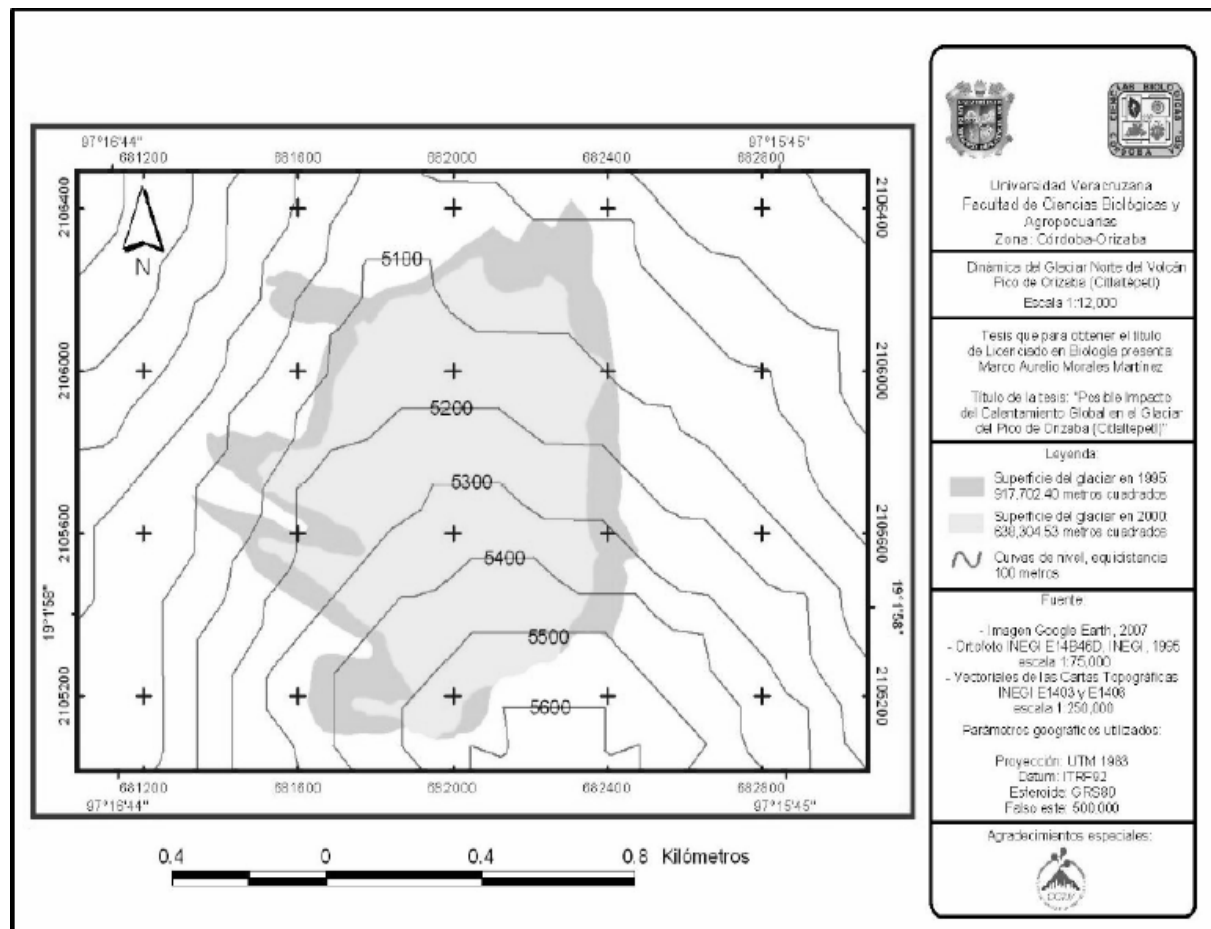 97°16'44" 97°15'45"
681200 681600 682000 682400 682800
2106400 2106400
N
5100
2106000 2106000
5200
5300
2105600 2105600
5400
19°1'58" 19°1'58"
5500
2105200 2105200
5600
681200 681600 682000 682400 682800
97°16'44" 97°15'45"
0.4 0 0.4 0.8 Kilómetros
Universidad Veracruzana
Facultad de Ciencias Biológicas y
Agropecuarias
Zona: Córdoba-Orizaba
Dinámica del Glaciar Norte del Volcán
Pico de Orizaba (Citlaltépetl)
Escala 1:12,000
Tesis que para obtener el título
de Licenciado en Biología presenta:
Marco Aurelio Morales Martínez
Título de la tesis: "Posible Impacto
del Calentamiento Global en el Glaciar
del Pico de Orizaba (Citlaltepetl)"
Leyenda:
Superficie del glaciar en 1995:
917,702.40 metros cuadrados
Superficie del glaciar en 2000:
638,304.53 metros cuadrados
Curvas de nivel, equidistancia
100 metros
Fuente:
- Imagen Google Earth, 2007
- Ortofoto INEGI E14B46D, INEGI, 1995
escala 1:75,000
- Vectoriales de las Cartas Topográficas
INEGI E1403 y E1406
escala 1:250,000
Parámetros geográficos utilizados:
Proyección: UTM 1983
Datum: ITRF92
Esferoide: GRS80
Falso este: 500,000
Agradecimientos especiales: